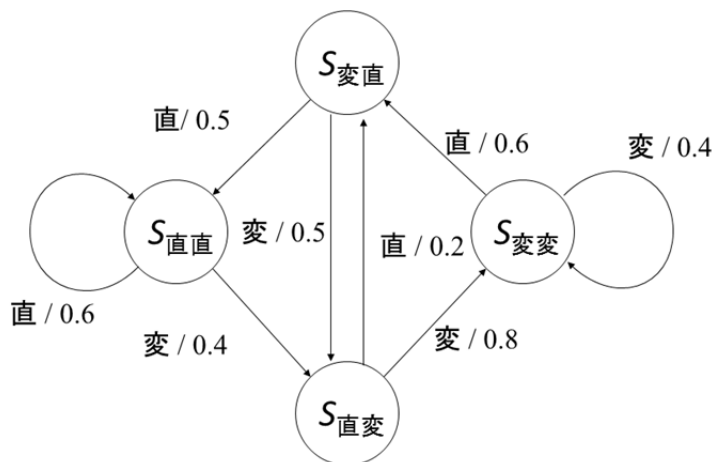 S変直
直/ 0.5
直/ 0.6
変 / 0.4
S直直
変 / 0.5
直 / 0.2
S変変
直 / 0.6
変 / 0.4
変 / 0.8
S直変